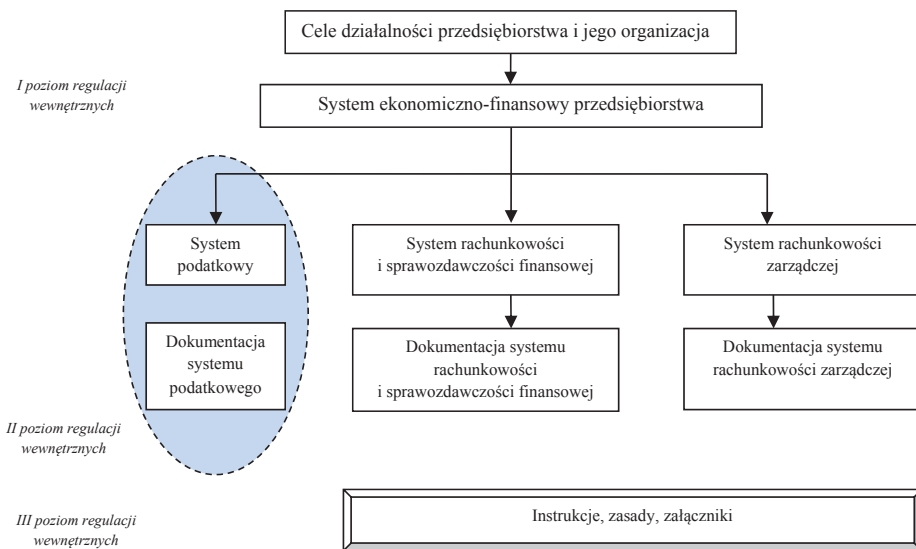 Cele działalności przedsiębiorstwa i jego organizacja
I poziom regulacji
wewnętrznych
System ekonomiczno-finansowy przedsiębiorstwa
System
podatkowy
System rachunkowości
i sprawozdawczości finansowej
System rachunkowości
zarządczej
Dokumentacja
systemu
podatkowego
Dokumentacja systemu
rachunkowości
i sprawozdawczości finansowej
Dokumentacja systemu
rachunkowości zarządczej
II poziom regulacji
wewnętrznych
III poziom regulacji
wewnętrznych
Instrukcje, zasady, załączniki